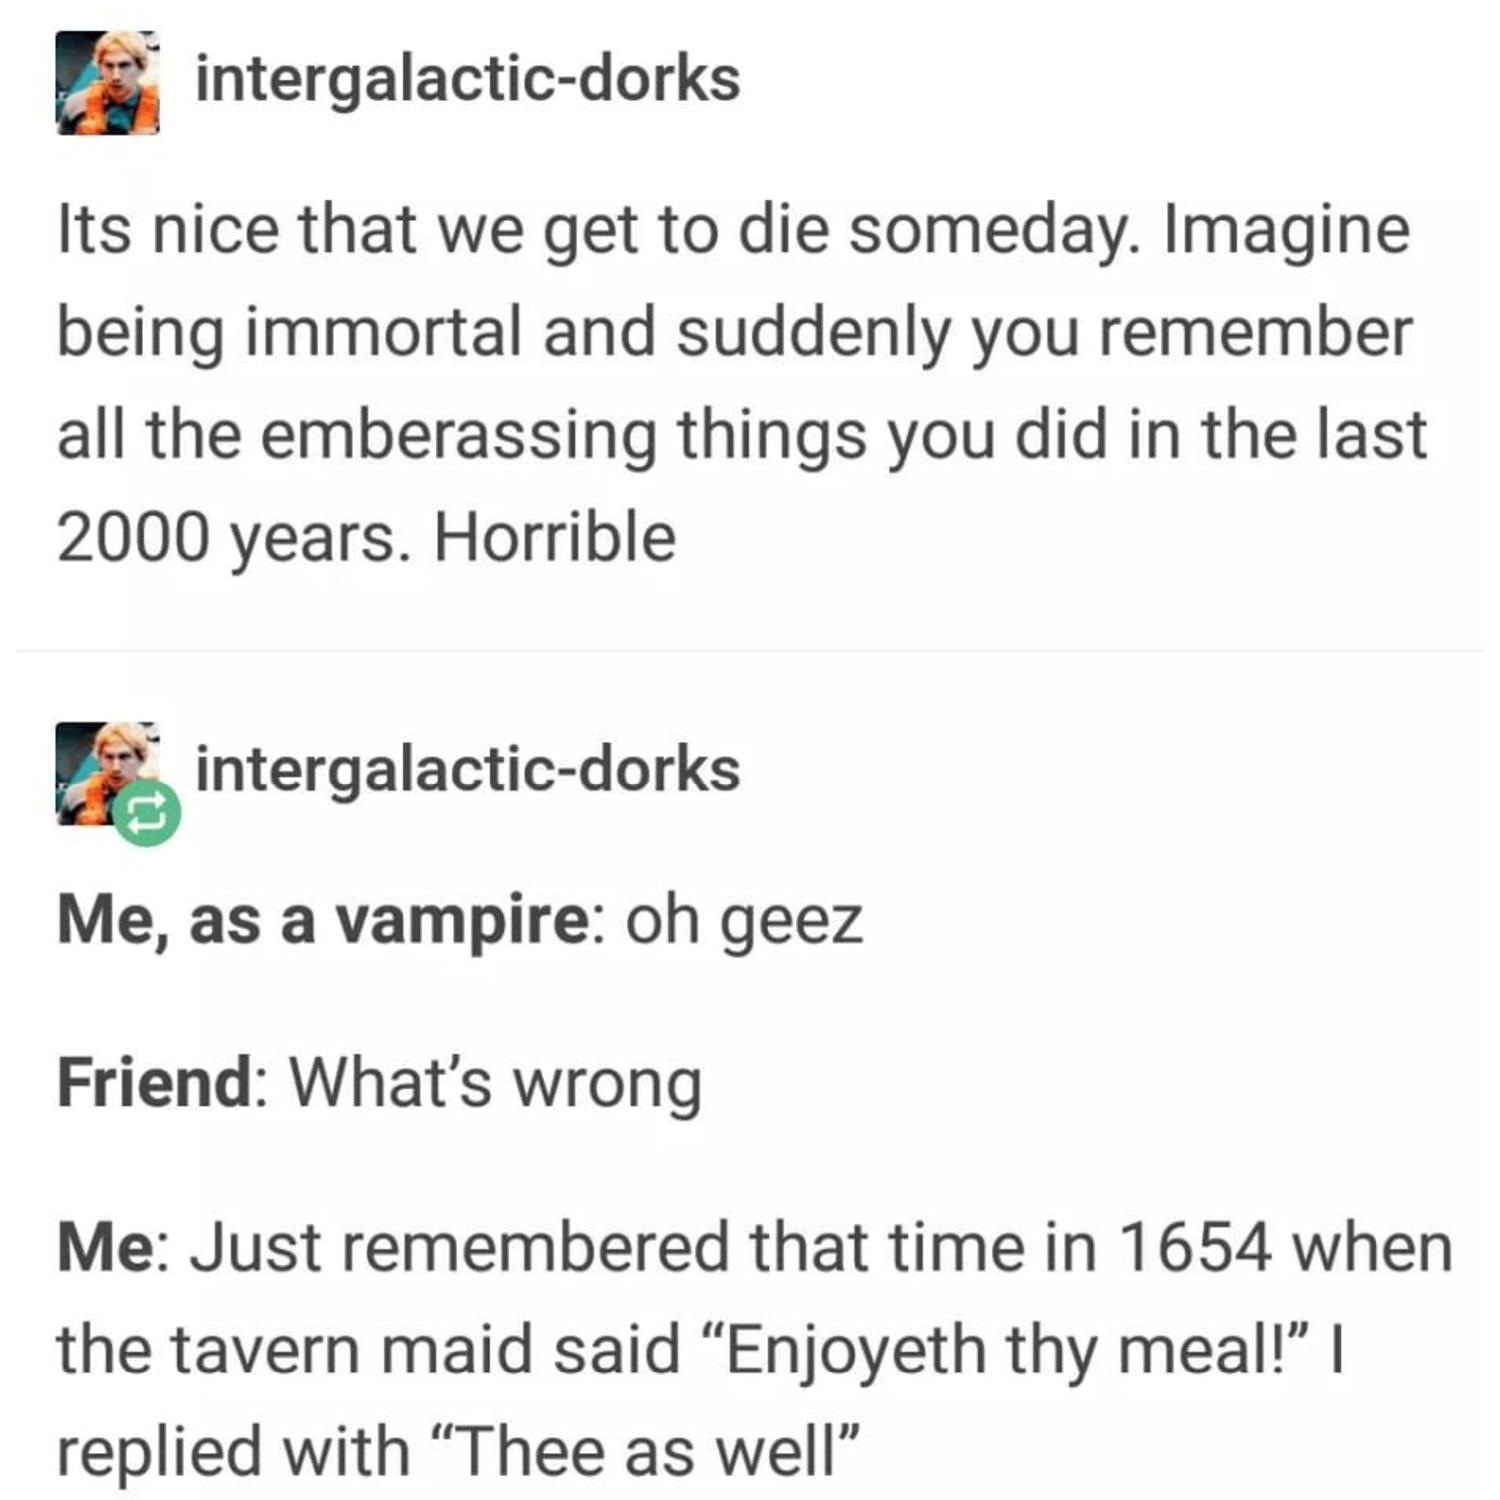 intergalactic-dorks
Its nice that we get to die someday. Imagine
being immortal and suddenly you remember
all the emberassing things you did in the last
2000 years. Horrible
intergalactic-dorks
Me, as a vampire: oh geez
Friend: What’s wrong
Me: Just remembered that time in 1654 when
the tavern maid said “Enjoyeth thy meal!” I
replied with “Thee as well”